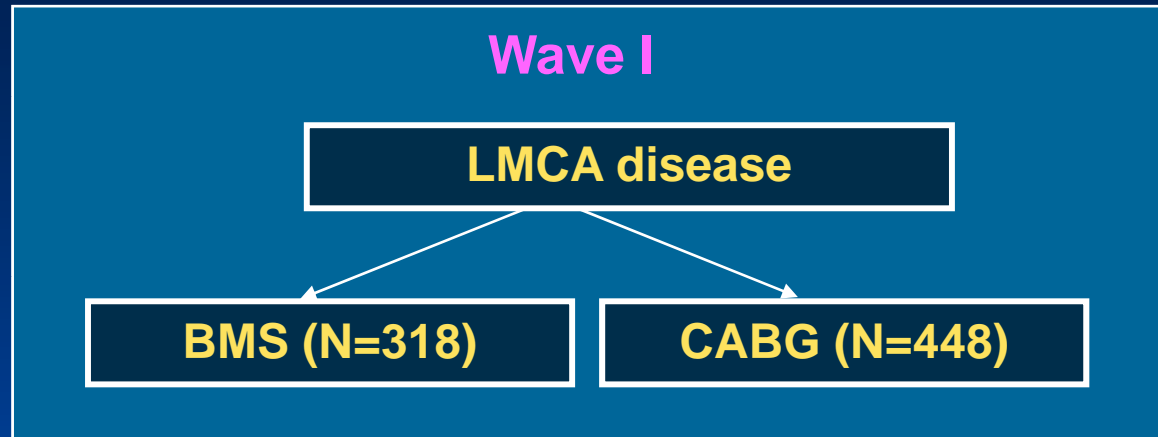 Wave I
LMCA disease
BMS (N=318)
CABG (N=448)